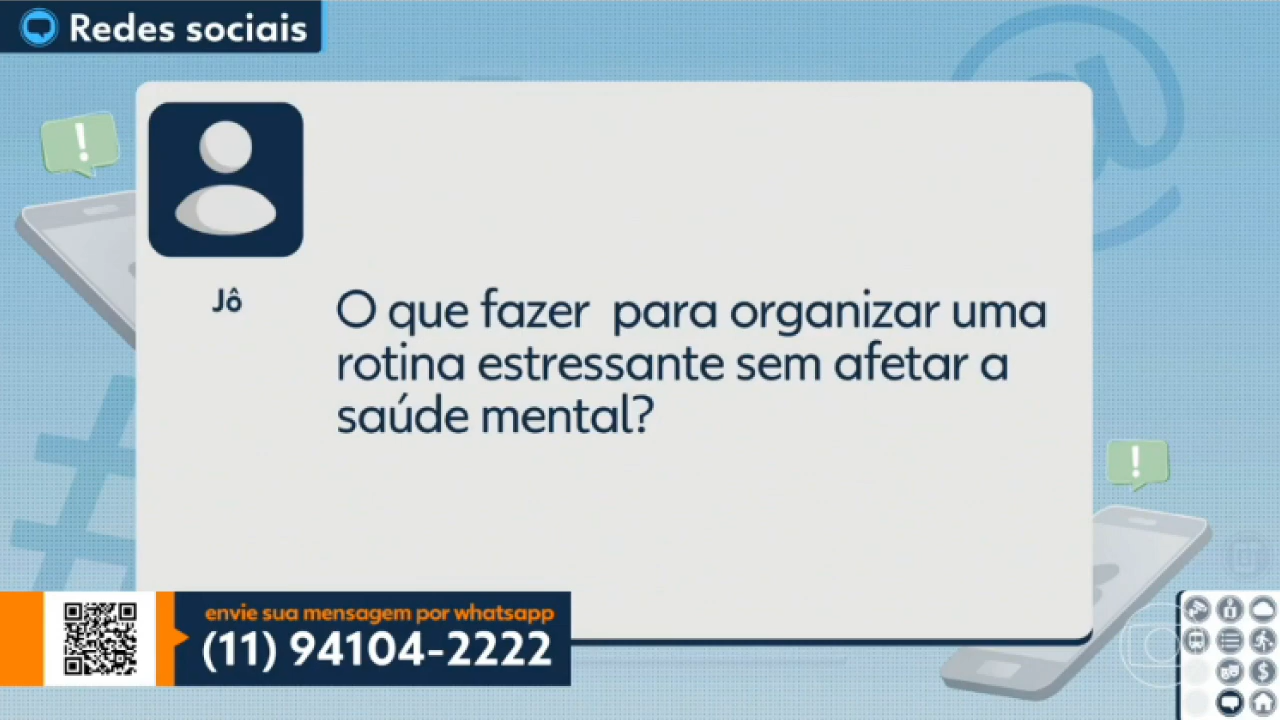 Redes sociais
Jô
O que fazer para organizar uma
rotina estressante sem afetar a
saúde mental?
envie sua mensagem por whatsapp
(11) 94104-2222